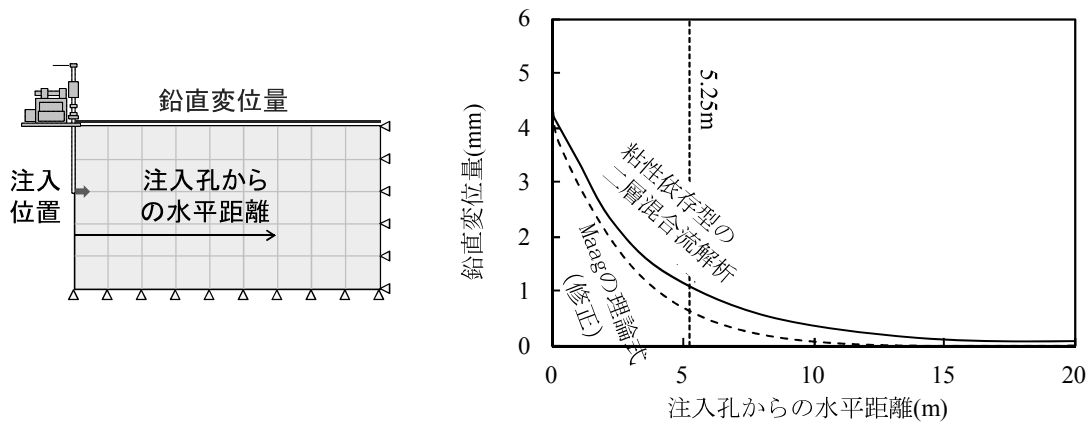 鉛直変位量
注入
位置
注入孔から
の水平距離
鉛直変位量(mm)
6
5
4
3
2
1
0
5.25m
粘性依存型の
二層混合流解析
Maagの理論式
(修正)
0
5
10
15
20
注入孔からの水平距離(m)